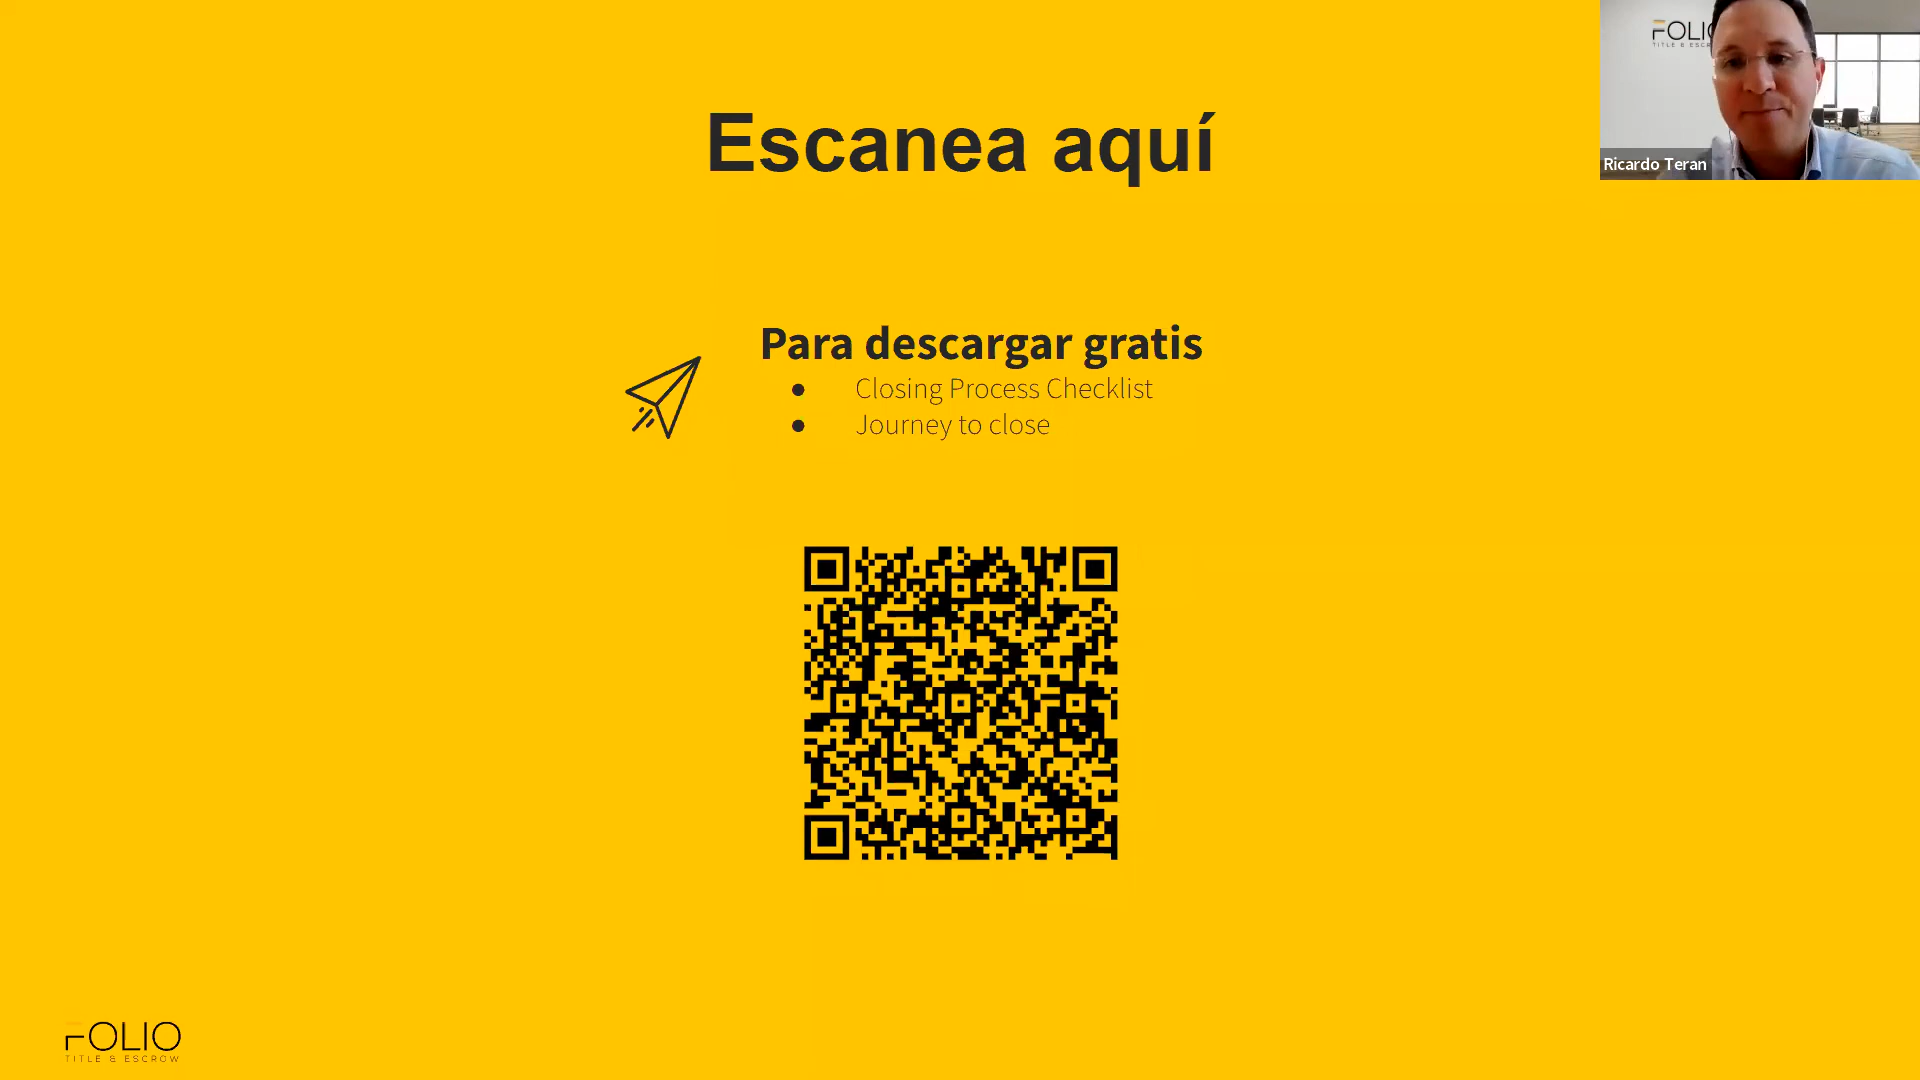 Escanea aquí
Para descargar gratis
Closing Process Checklist
Journey to close
Ricardo Teran
FOLIO
TITLE & ESCROW